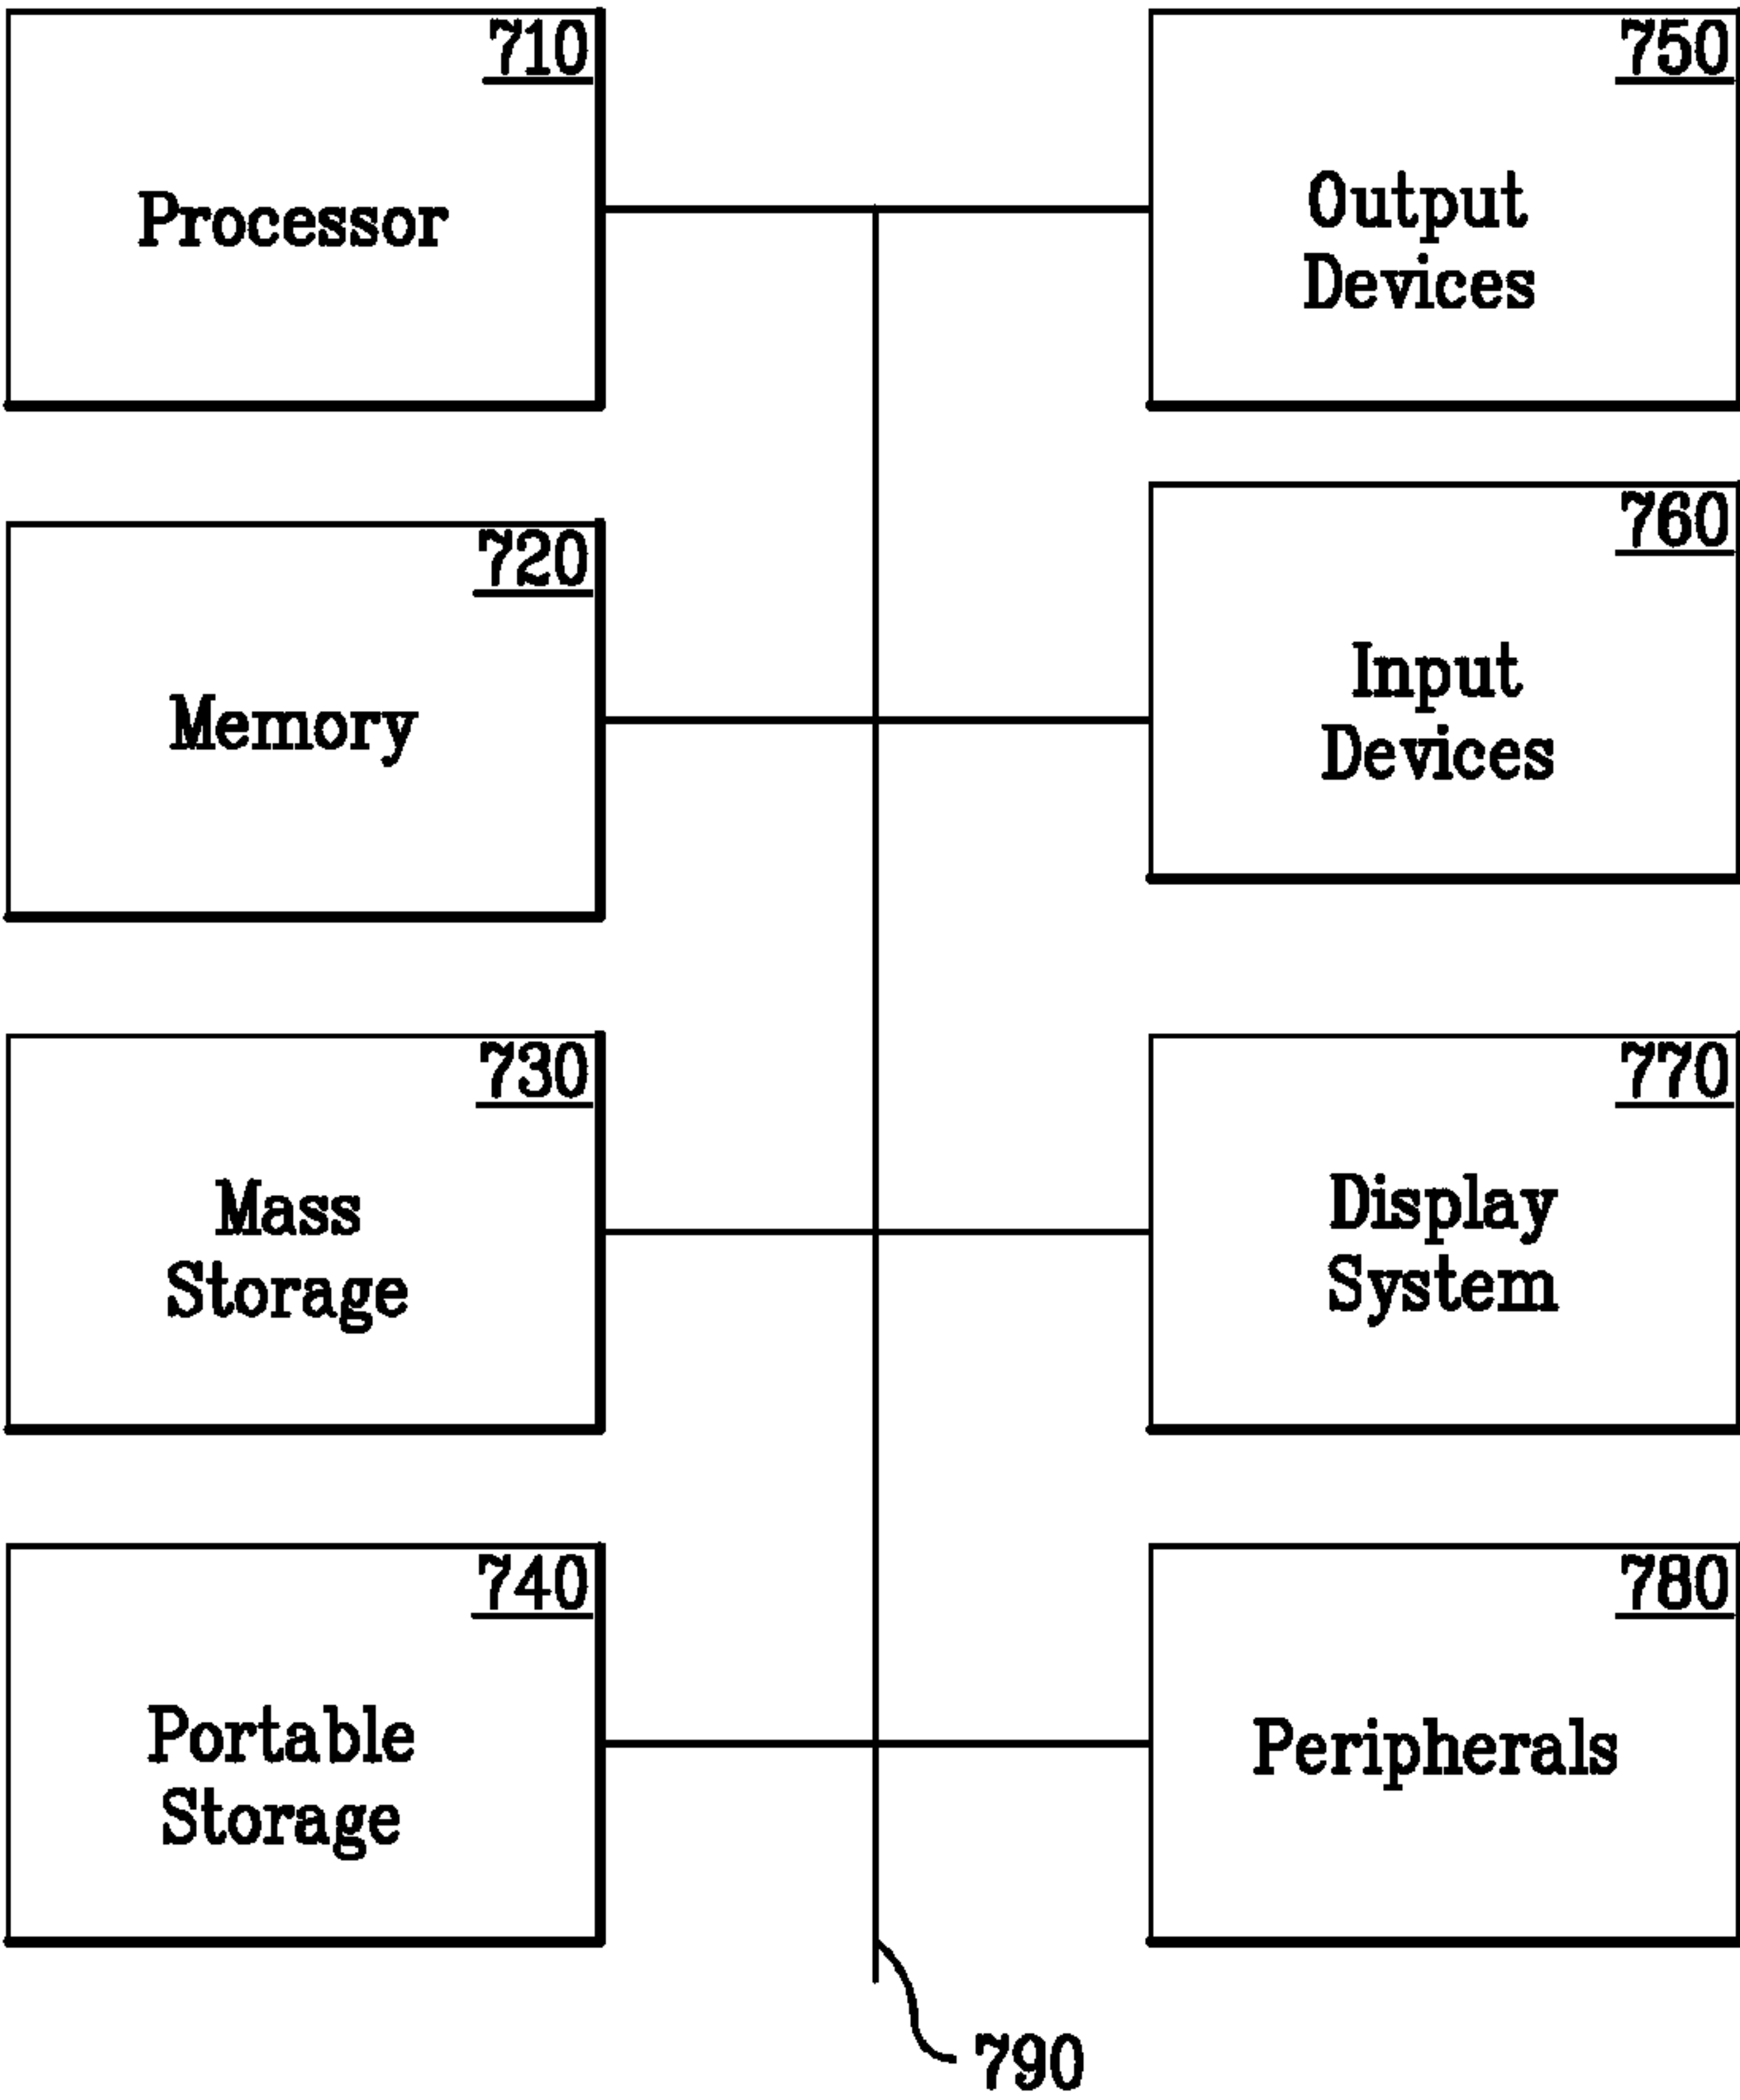 710
Processor
750
Output
Devices
720
Memory
760
Input
Devices
730
Mass
Storage
770
Display
System
740
Portable
Storage
780
Peripherals
790